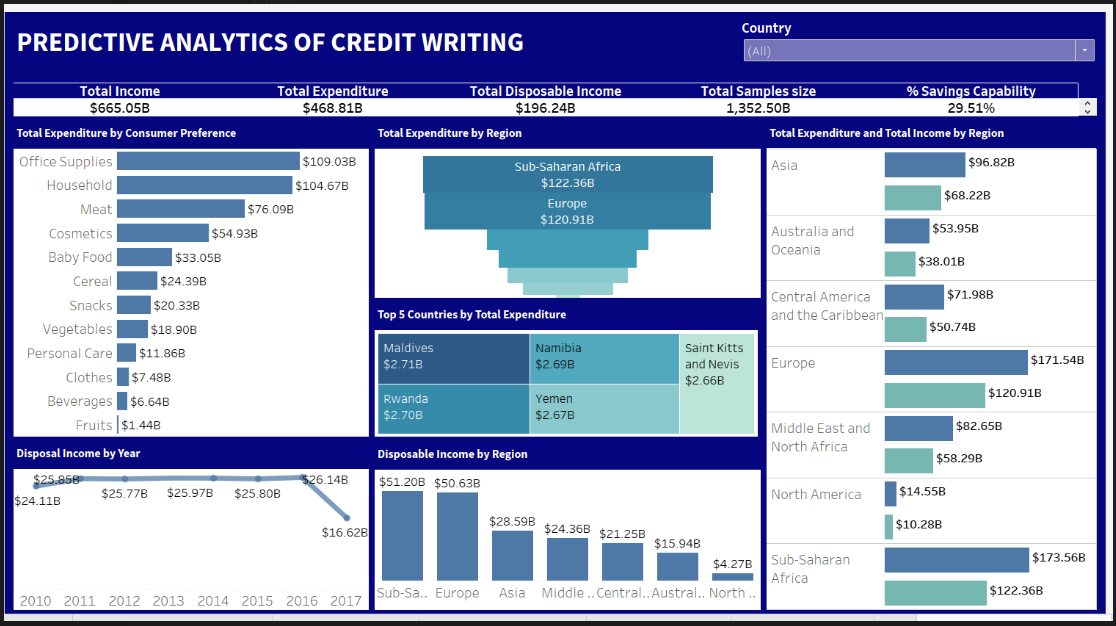 PREDICTIVE ANALYTICS OF CREDIT WRITING
Country
(All)
Total Income
Total Expenditure
Total Disposable Income
Total Samples size
% Savings Capability
$665.05B
$468.81B
$196.24B
1,352.50B
29.51%
Total Expenditure by Consumer Preference
Office Supplies
$109.03B
Household
$104.67B
Meat
$76.09B
Cosmetics
$54.93B
Baby Food
$33.05B
Cereal
$24.39B
Snacks
$20.33B
Vegetables
$18.90B
Personal Care
$11.86B
Clothes
$7.48B
Beverages
$6.64B
Fruits
$1.44B
Total Expenditure by Region
Sub-Saharan Africa
$122.36B
Europe
$120.91B
Top 5 Countries by Total Expenditure
Maldives
$2.71B
Namibia
$2.69B
Saint Kitts
and Nevis
$2.66B
Rwanda
$2.70B
Yemen
$2.67B
Total Expenditure and Total Income by Region
Asia
$96.82B
$68.22B
Australia and
Oceania
$53.95B
$38.01B
Central America
and the Caribbean
$71.98B
$50.74B
Europe
$171.54B
$120.91B
Middle East and
North Africa
$82.65B
$58.29B
North America
$14.55B
$10.28B
Sub-Saharan
Africa
$173.56B
$122.36B
Disposal Income by Year
$24.11B
$25.85B
$25.77B
$25.97B
$25.80B
$26.14B
$16.62B
2010 2011 2012 2013 2014 2015 2016 2017
Disposable Income by Region
$51.20B
$50.63B
$28.59B
$24.36B
$21.25B
$15.94B
$4.27B
Sub-Sa.. Europe Asia Middle .. Central.. Austral.. North ..